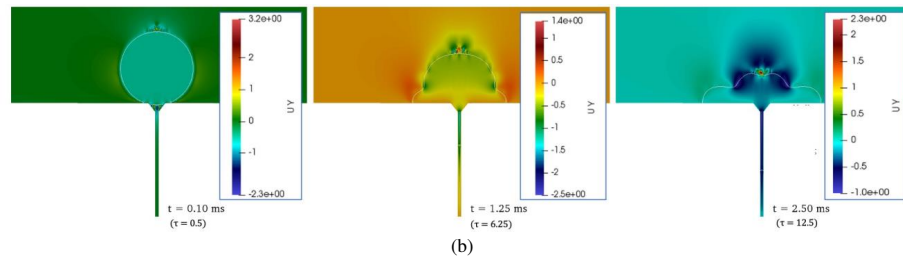 3.2e+00
2
1
0
-1
-2.3e+00
UY
t = 0.10 ms
(τ = 0.5)
1.4e+00
1
0.5
0
-0.5
-1
-1.5
-2
-2.5e+00
UY
t = 1.25 ms
(τ = 6.25)
2.3e+00
2
1.5
1
0.5
0
-0.5
-1.0e+00
UY
t = 2.50 ms
(τ = 12.5)
(b)